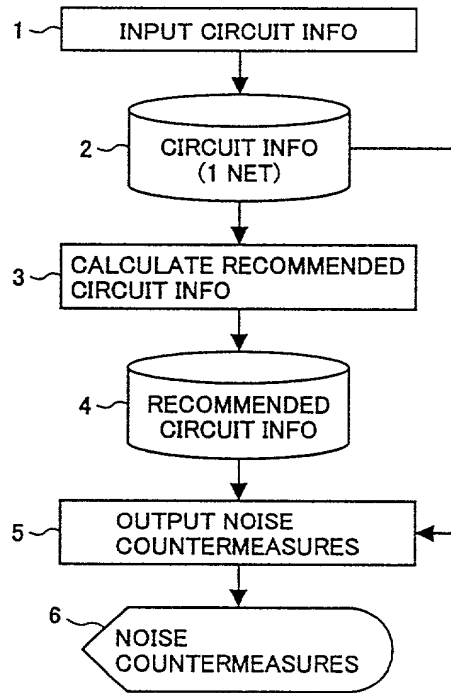 1 INPUT CIRCUIT INFO
2 CIRCUIT INFO
(1 NET)
3 CALCULATE RECOMMENDED
CIRCUIT INFO
4 RECOMMENDED
CIRCUIT INFO
5 OUTPUT NOISE
COUNTERMEASURES
6 NOISE
COUNTERMEASURES